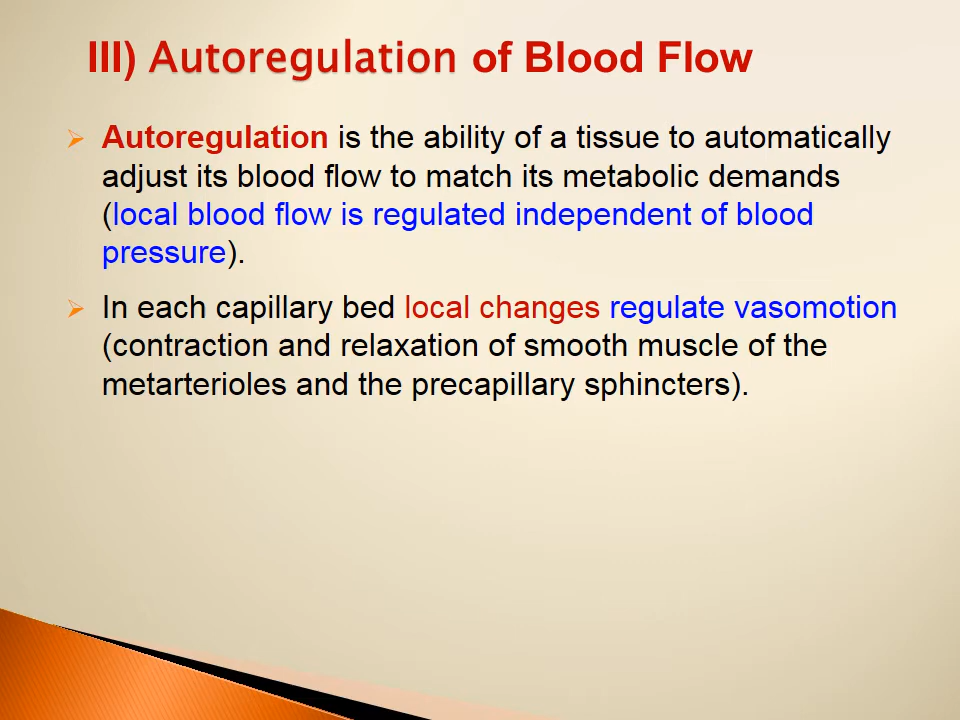 III) Autoregulation of Blood Flow
Autoregulation is the ability of a tissue to automatically
adjust its blood flow to match its metabolic demands
(local blood flow is regulated independent of blood
pressure).
In each capillary bed local changes regulate vasomotion
(contraction and relaxation of smooth muscle of the
metarterioles and the precapillary sphincters).